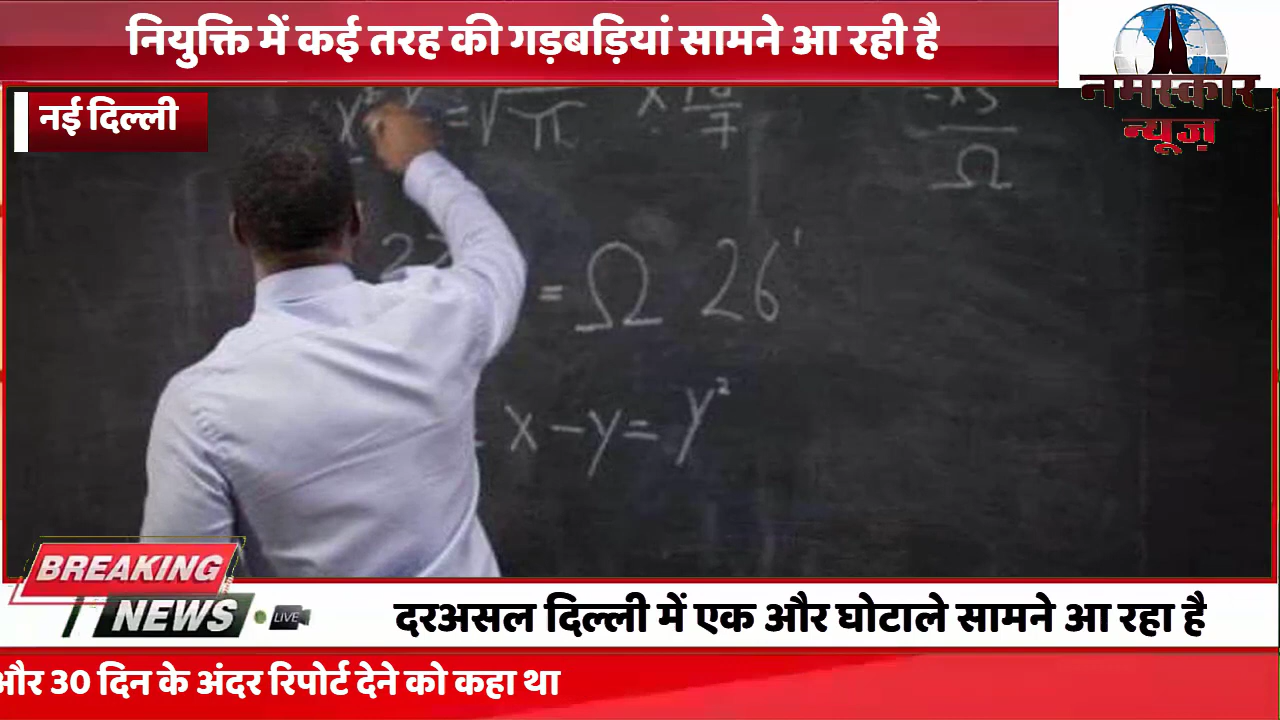 नियुक्ति में कई तरह की गड़बड़ियां सामने आ रही है
नमस्कार
न्यूज़
नई दिल्ली
= Ω 26'
x - y = y²
BREAKING
NEWS
LIVE
दरअसल दिल्ली में एक और घोटाले सामने आ रहा है
और 30 दिन के अंदर रिपोर्ट देने को कहा था